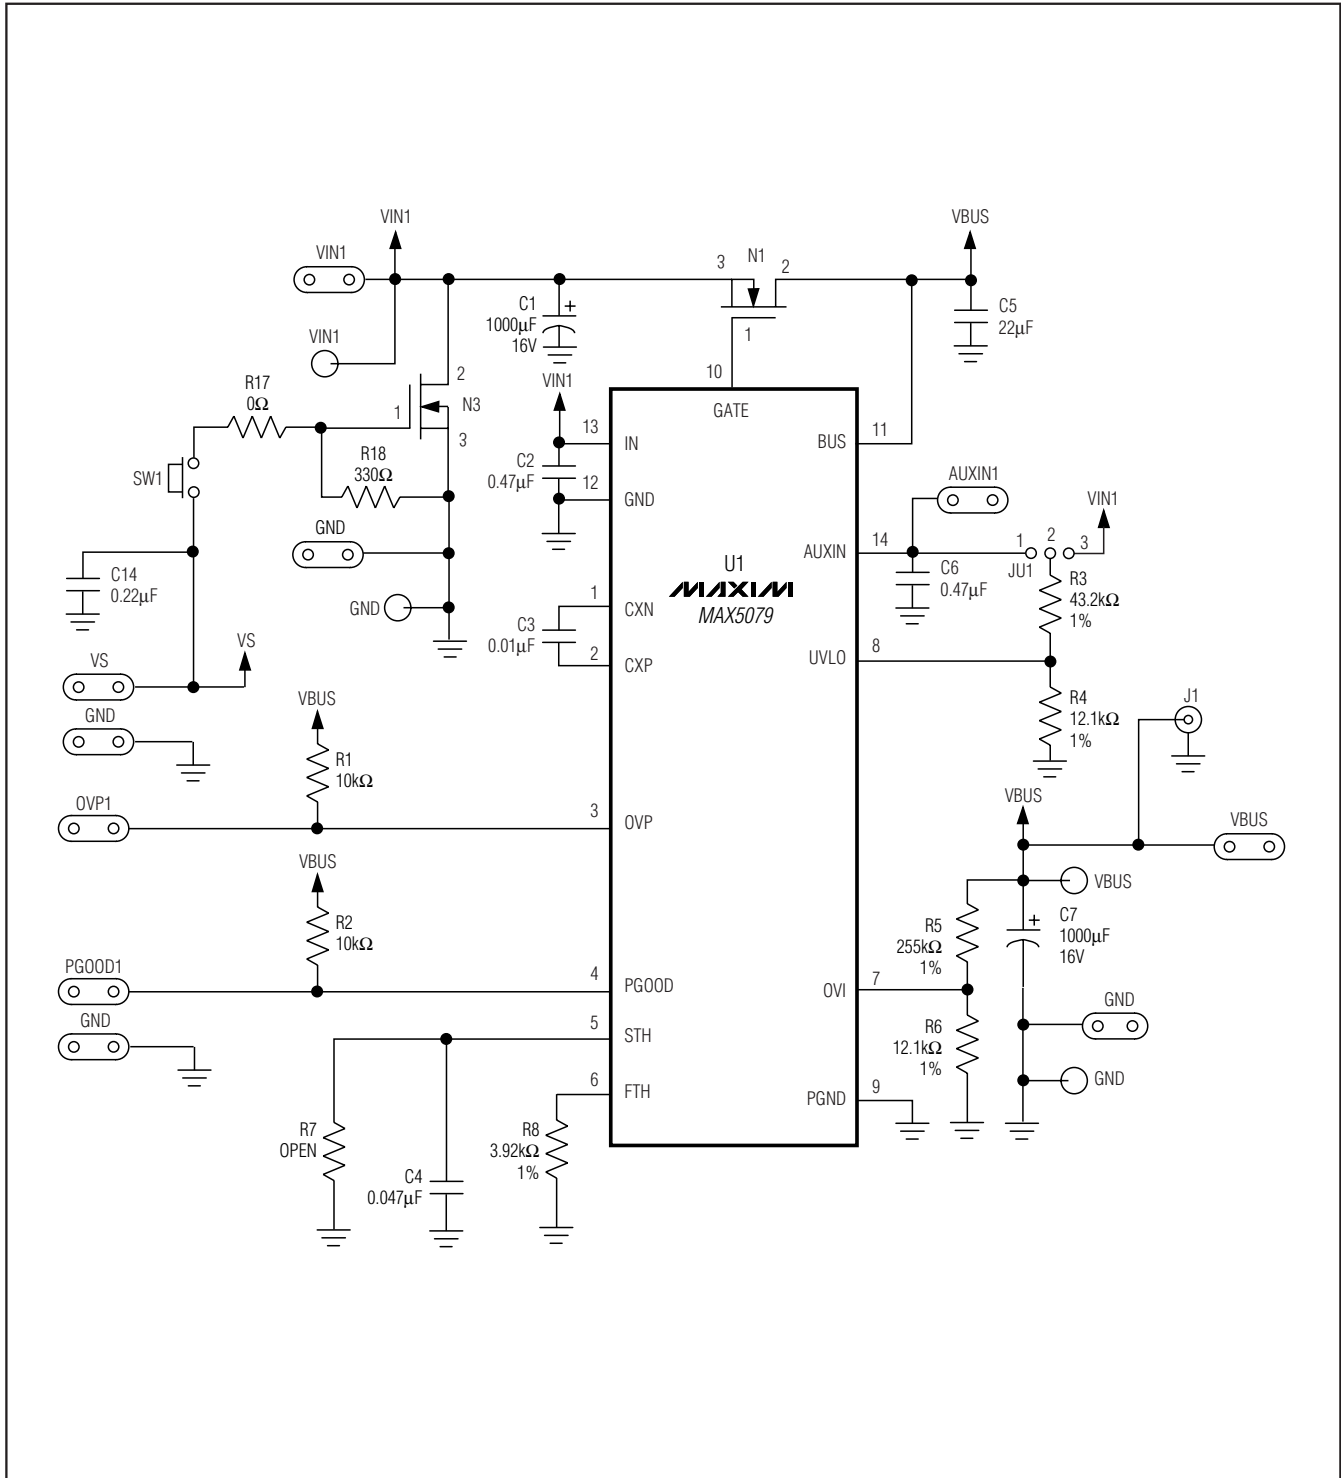 VIN1
VBUS
VIN1
N1
3
2
1
C1
1000µF
16V
+
C5
22µF
VIN1
10
GATE
VIN1
R17
0Ω
2
1
N3
3
13
IN
BUS
11
R18
330Ω
SW1
C2
0.47µF
12
GND
AUXIN1
VIN1
GND
AUXIN
14
1
2
3
JU1
C6
0.47µF
R3
43.2kΩ
1%
C14
0.22µF
U1
MAXIM
MAX5079
GND
1
CXN
C3
0.01µF
2
CXP
UVLO
8
VS
VS
GND
VBUS
R4
12.1kΩ
1%
J1
R1
10kΩ
OVP1
3
OVP
VBUS
VBUS
VBUS
R2
10kΩ
VBUS
+
C7
1000µF
16V
R5
255kΩ
1%
PGOOD1
4
PGOOD
OVI
7
GND
GND
5
STH
R6
12.1kΩ
1%
6
FTH
PGND
9
GND
R7
OPEN
R8
3.92kΩ
1%
C4
0.047µF